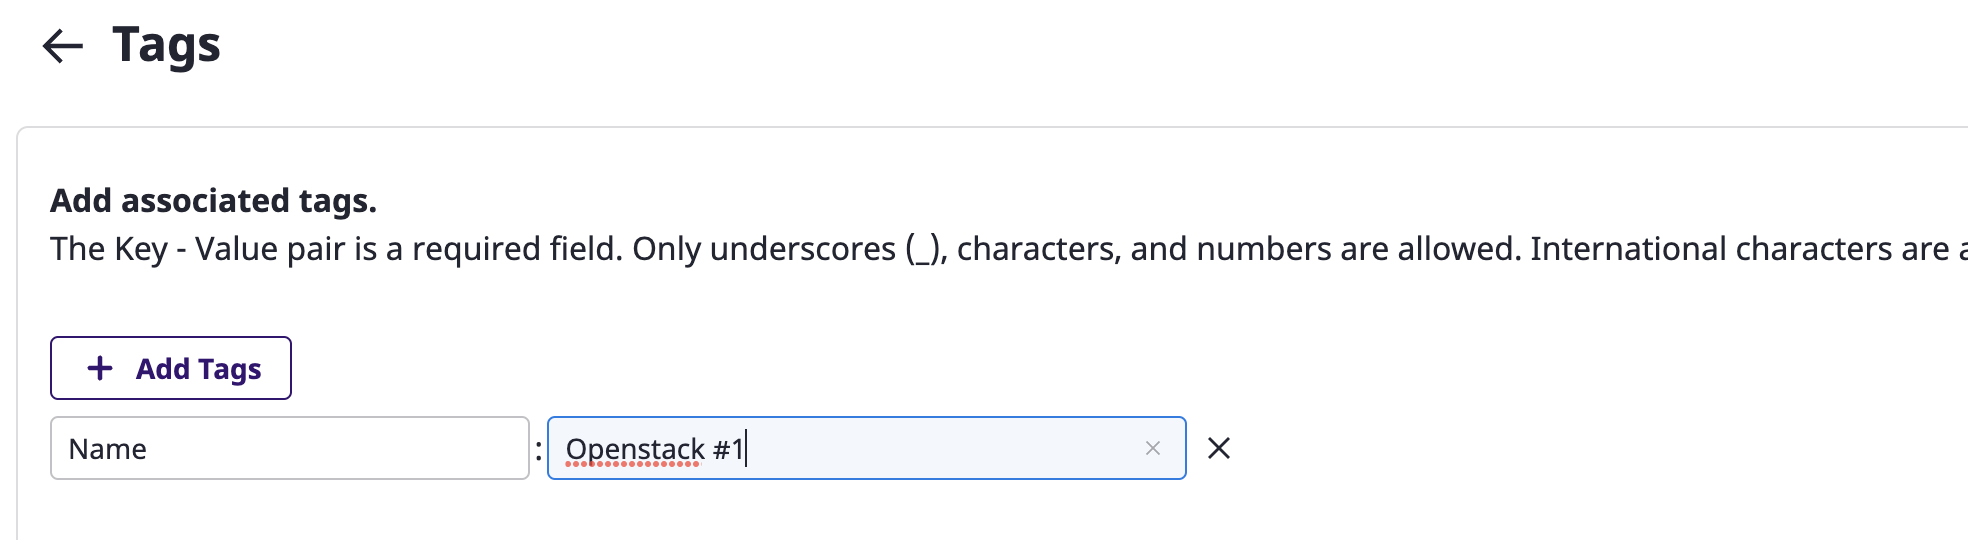 Tags
Add associated tags.
The Key - Value pair is a required field. Only underscores (_), characters, and numbers are allowed. International characters are
+ Add Tags
Name : Openstack #1